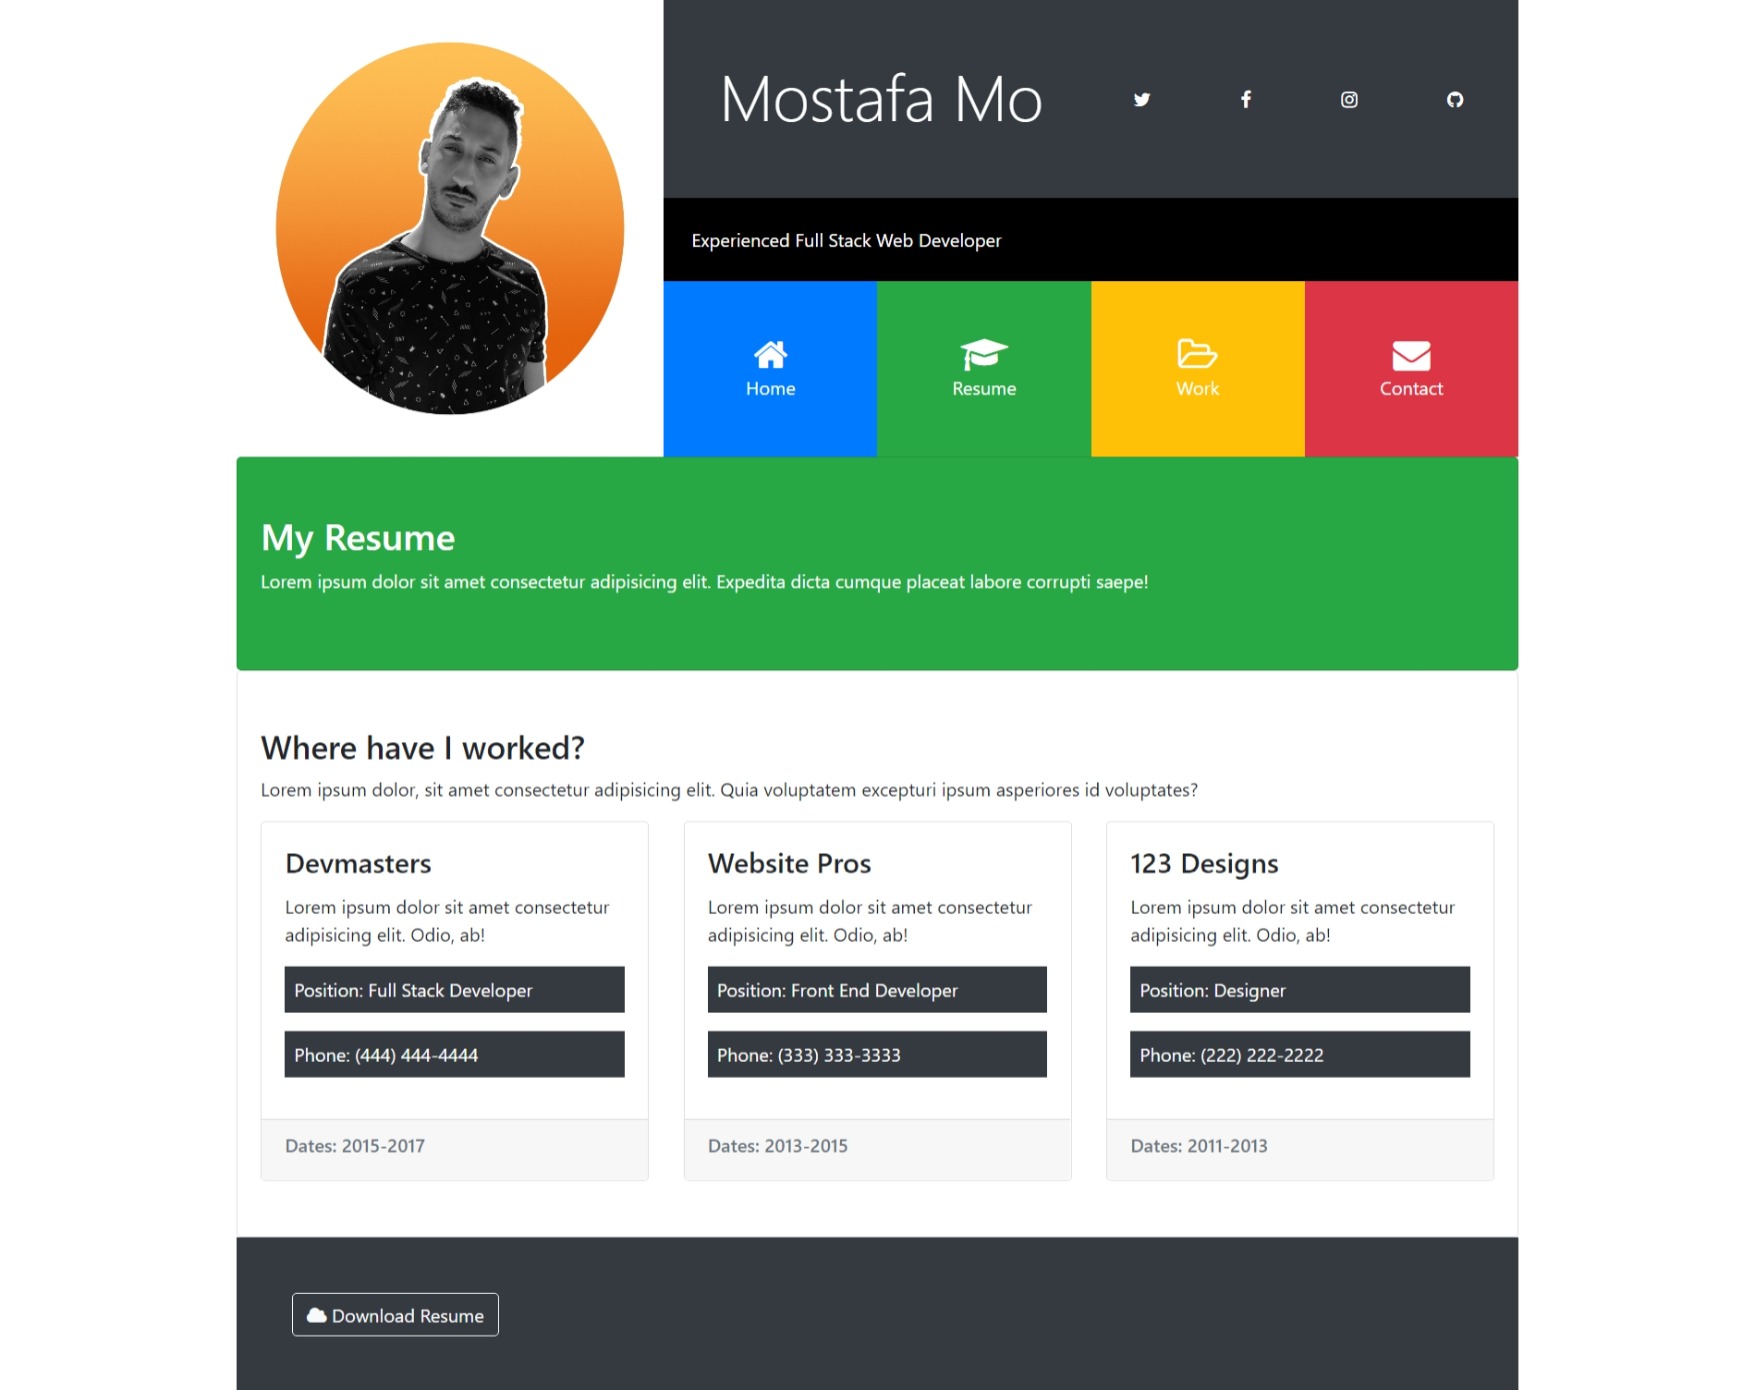 Mostafa Mo
Experienced Full Stack Web Developer
Home
Resume
Work
Contact
My Resume
Lorem ipsum dolor sit amet consectetur adipisicing elit. Expedita dicta cumque placeat labore corrupti saepe!
Where have I worked?
Lorem ipsum dolor, sit amet consectetur adipisicing elit. Quia voluptatem excepturi ipsum asperiores id voluptates?
Devmasters
Lorem ipsum dolor sit amet consectetur
adipisicing elit. Odio, ab!
Position: Full Stack Developer
Phone: (444) 444-4444
Dates: 2015-2017
Website Pros
Lorem ipsum dolor sit amet consectetur
adipisicing elit. Odio, ab!
Position: Front End Developer
Phone: (333) 333-3333
Dates: 2013-2015
123 Designs
Lorem ipsum dolor sit amet consectetur
adipisicing elit. Odio, ab!
Position: Designer
Phone: (222) 222-2222
Dates: 2011-2013
Download Resume